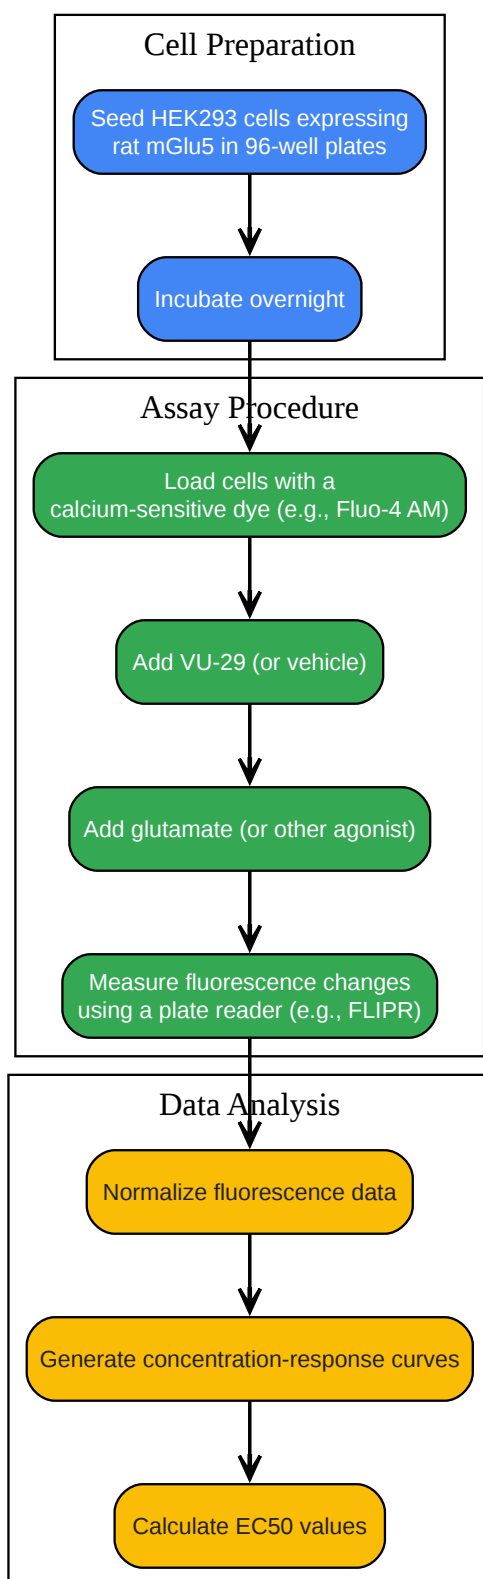 Cell Preparation
Seed HEK293 cells expressing
rat mGlu5 in 96-well plates
Incubate overnight
Assay Procedure
Load cells with a
calcium-sensitive dye (e.g., Fluo-4 AM)
Add VU-29 (or vehicle)
Add glutamate (or other agonist)
Measure fluorescence changes
using a plate reader (e.g., FLIPR)
Data Analysis
Normalize fluorescence data
Generate concentration-response curves
Calculate EC50 values